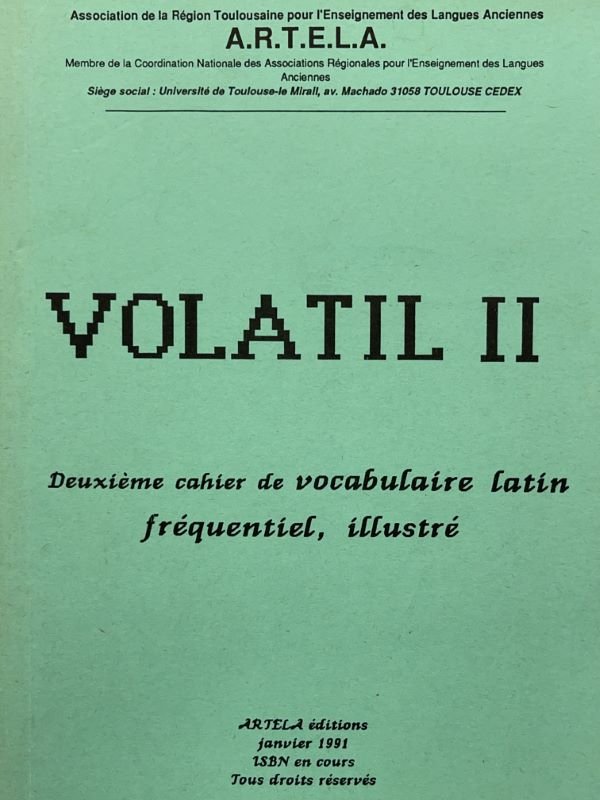 Association de la Région Toulousaine pour l'Enseignement des Langues Anciennes
A.R.T.E.L.A.
Membre de la Coordination Nationale des Associations Régionales pour l'Enseignement des Langues
Anciennes
Siège social : Université de Toulouse-le Mirail, av. Machado 31058 TOULOUSE CEDEX
VOLATIL II
Deuxième cahier de vocabulaire latin
fréquentiel, illustré
ARTELA éditions
janvier 1991
ISBN en cours
Tous droits réservés